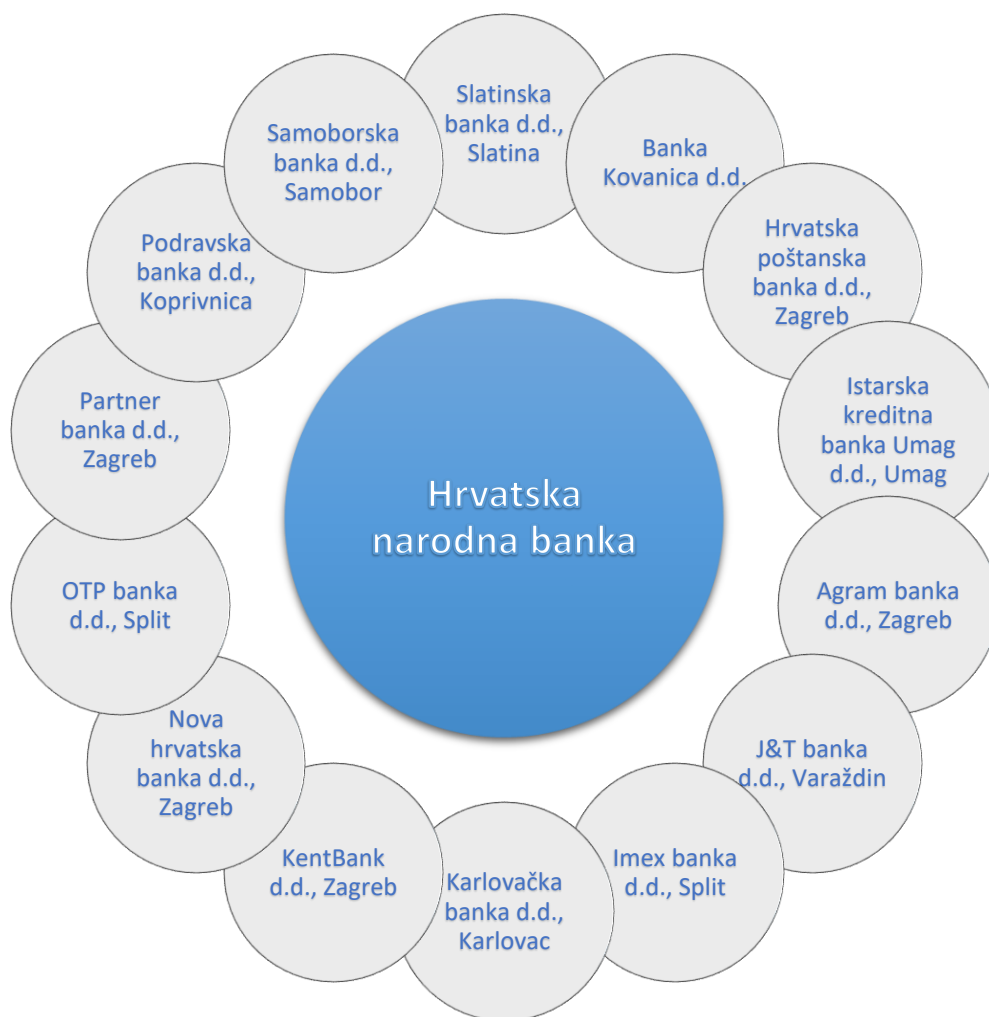 Slatinska
banka d.d.,
Slatina
Banka
Kovanica d.d.
Hrvatska
poštanska
banka d.d.,
Zagreb
Istarska
kreditna
banka Umag
d.d., Umag
Agram banka
d.d., Zagreb
J&T banka
d.d., Varaždin
Imex banka
d.d., Split
Karlovačka
banka d.d.,
Karlovac
KentBank
d.d., Zagreb
Nova
hrvatska
banka d.d.,
Zagreb
OTP banka
d.d., Split
Partner
banka d.d.,
Zagreb
Podravska
banka d.d.,
Koprivnica
Samoborska
banka d.d.,
Samobor
Hrvatska
narodna banka